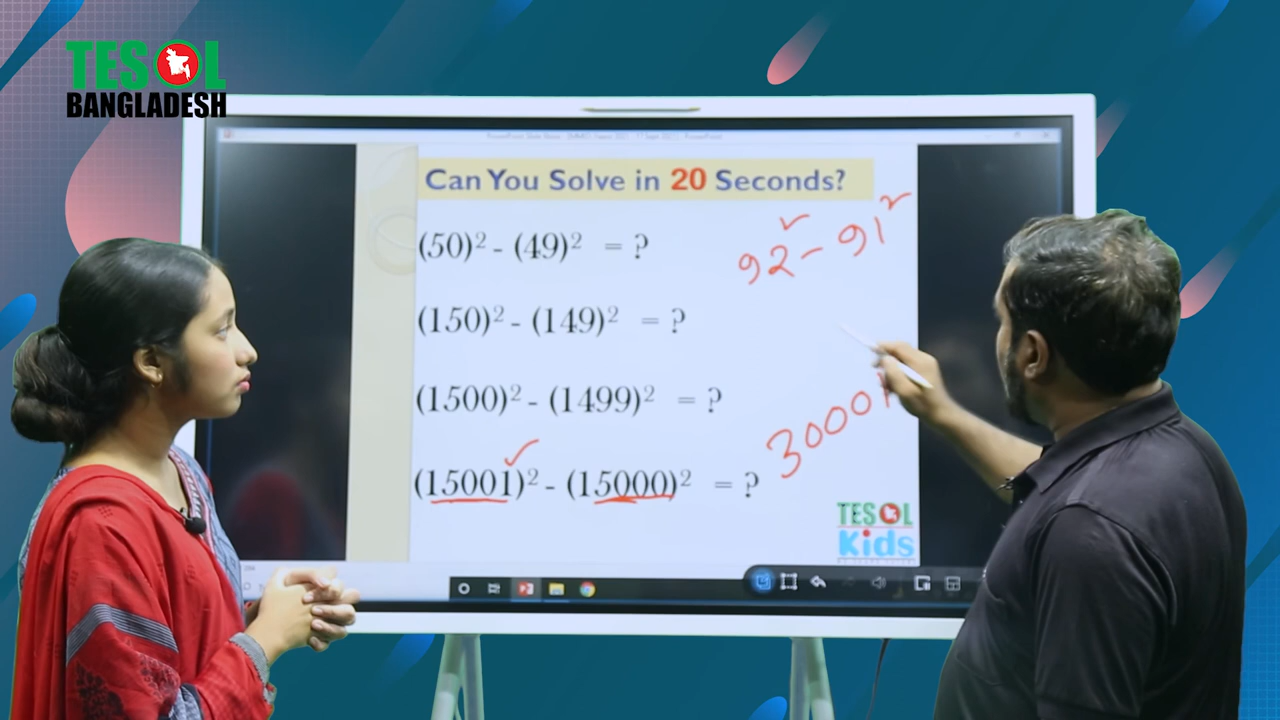 TESOL
BANGLADESH
Can You Solve in 20 Seconds?
(50)² - (49)² = ?
92² - 91²
(150)² - (149)² = ?
(1500)² - (1499)² = ?
30001
(15001)² - (15000)² = ?
TESOL
Kids